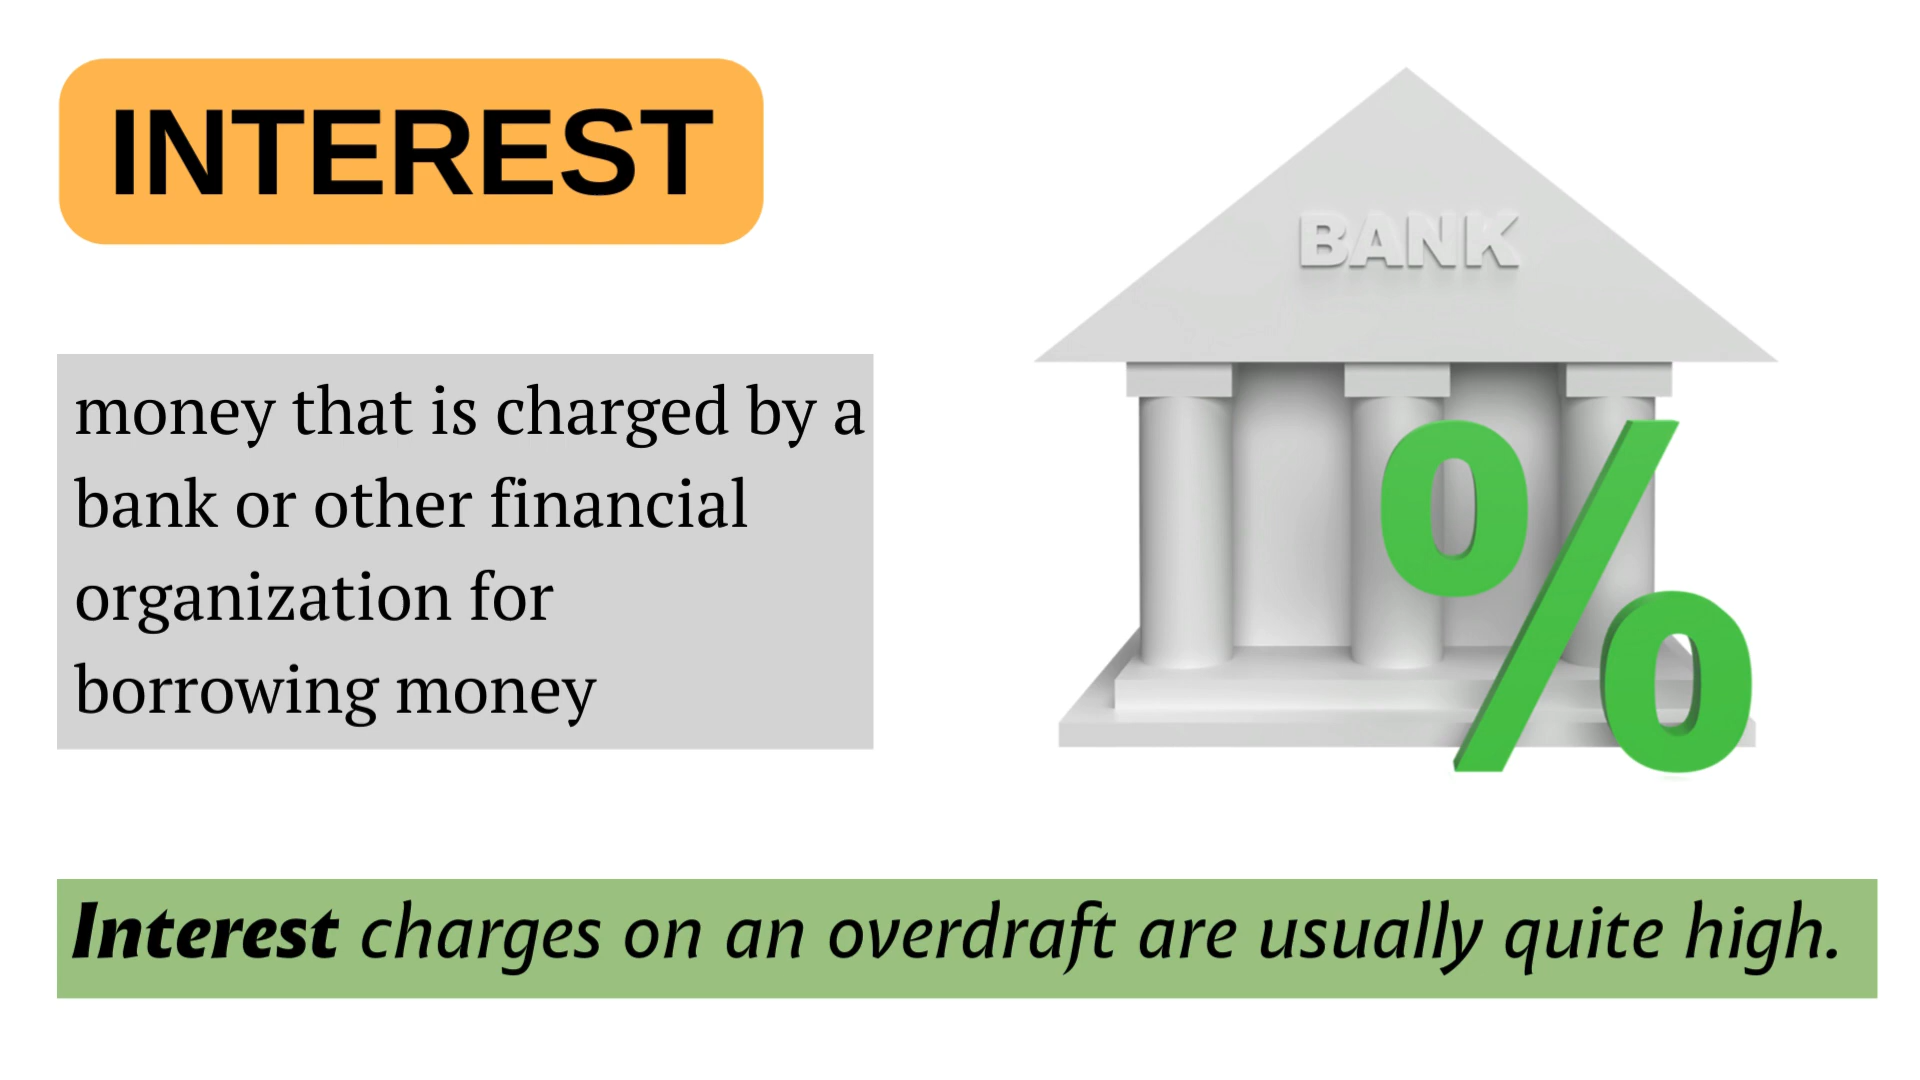 INTEREST
BANK
money that is charged by a
bank or other financial
organization for
borrowing money
%
Interest charges on an overdraft are usually quite high.